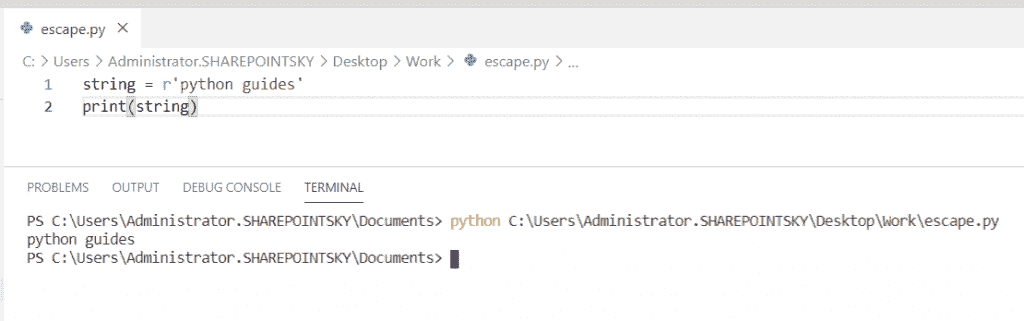 escape.py ×
C: > Users > Administrator.SHAREPOINTSKY > Desktop > Work > escape.py > ...
1 string = r'python guides'
2 print(string)
PROBLEMS OUTPUT DEBUG CONSOLE TERMINAL
PS C:\Users\Administrator.SHAREPOINTSKY\Documents> python C:\Users\Administrator.SHAREPOINTSKY\Desktop\Work\escape.py
python guides
PS C:\Users\Administrator.SHAREPOINTSKY\Documents>